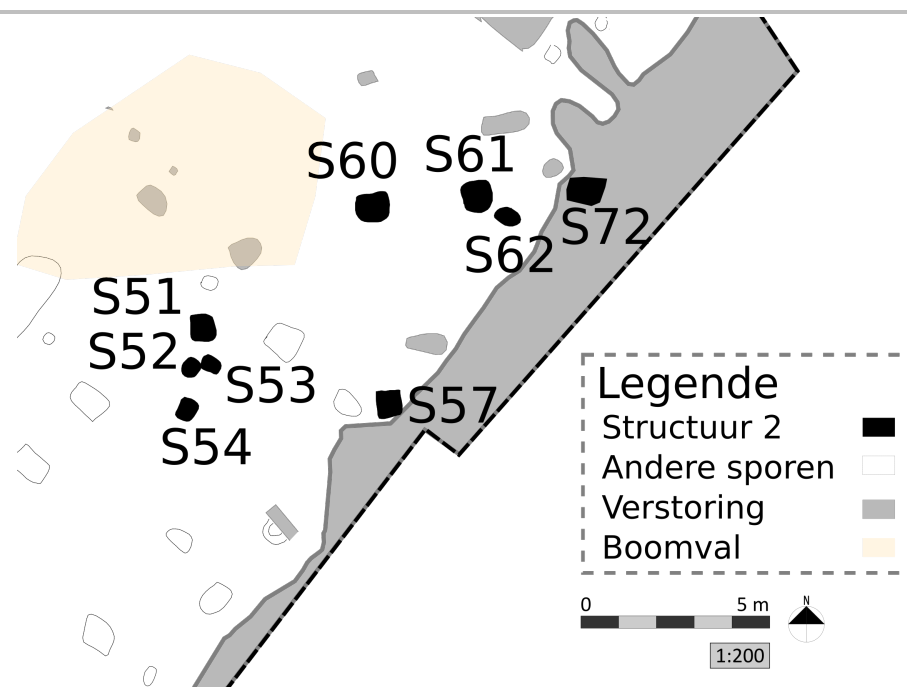 S60
S61
S72
S62
S51
S52
S53
S57
S54
Legende
Structuur 2
Andere sporen
Verstoring
Boomval
0 5 m
N
1:200